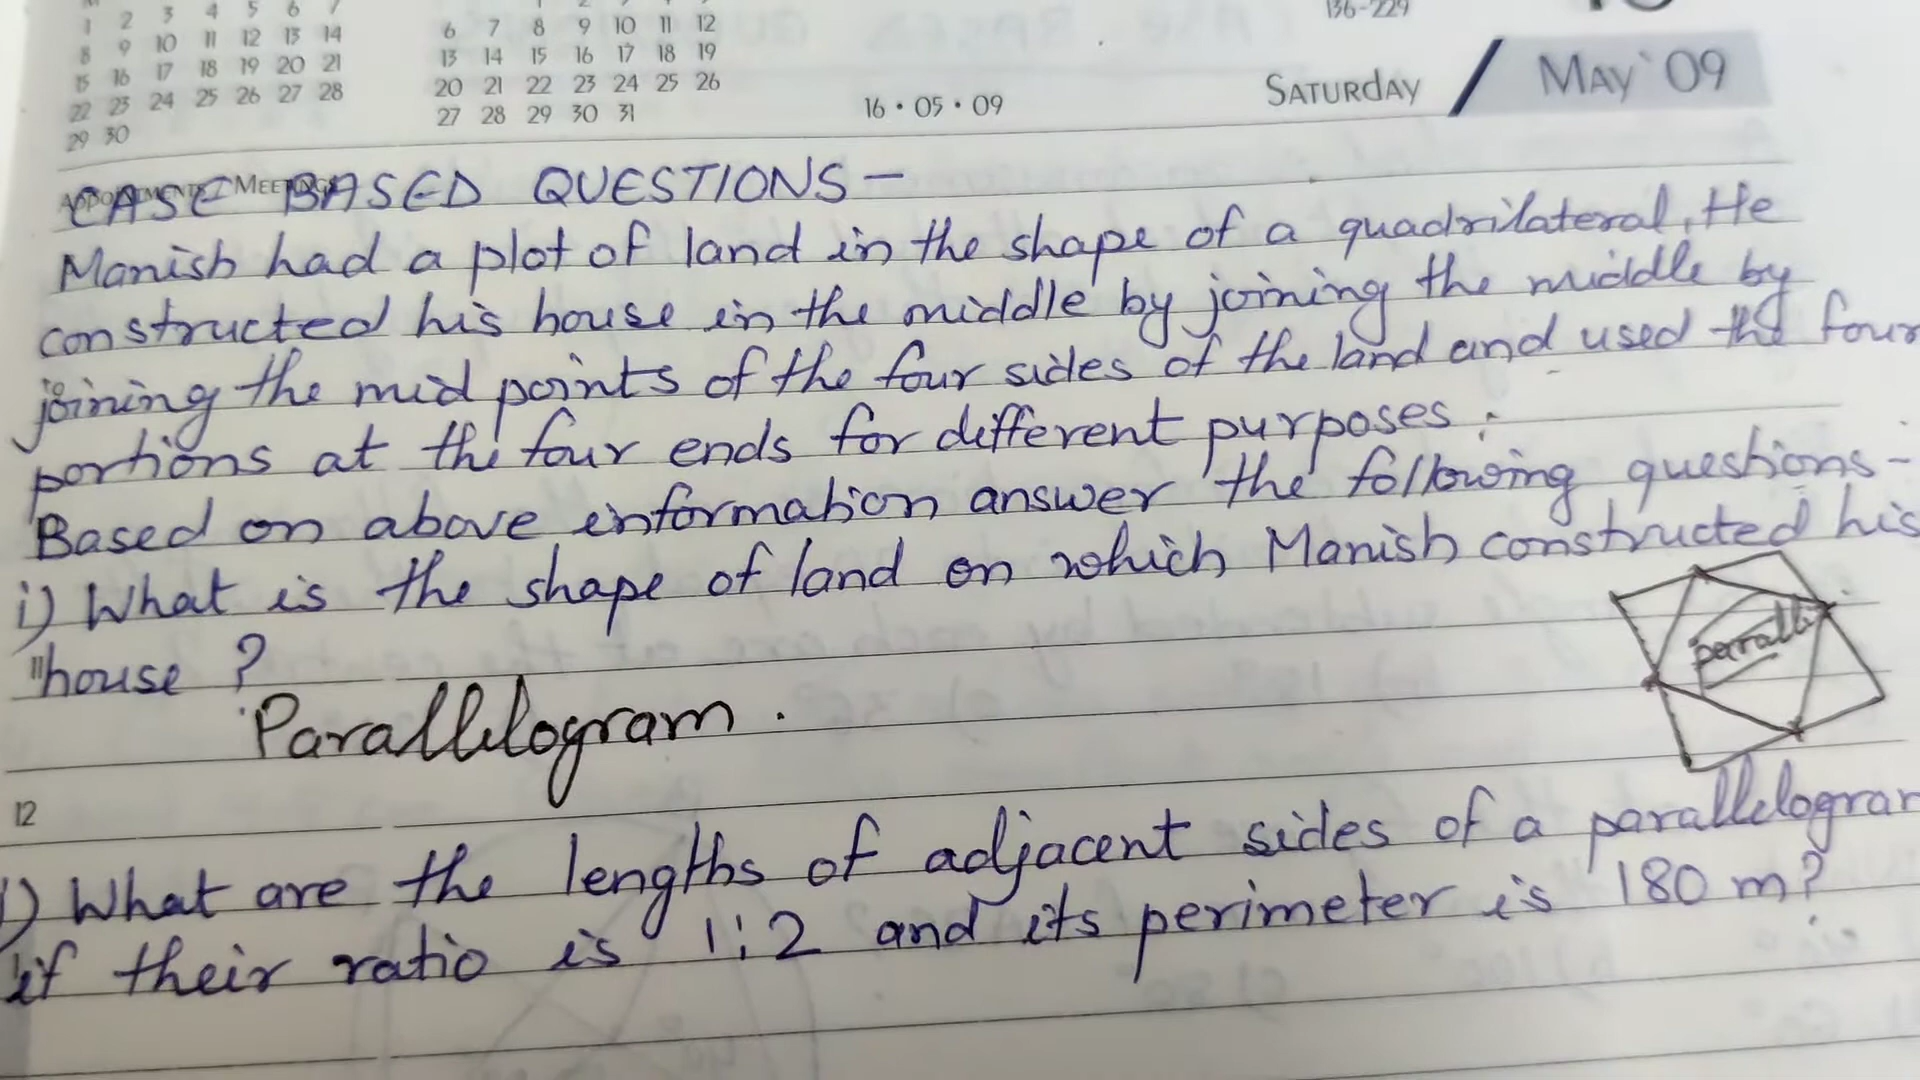 1 2 3 4 5 6 7
8 9 10 11 12 13 14
15 16 17 18 19 20 21
22 23 24 25 26 27 28
29 30
6 7 8 9 10 11 12
13 14 15 16 17 18 19
20 21 22 23 24 25 26
27 28 29 30 31
136-229
16 • 05 • 09
SATURDAY
MAY ' 09
CASE BASED QUESTIONS -
Manish had a plot of land in the shape of a quadrilateral. He
constructed his house in the middle by joining the middle by
joining the mid points of the four sides of the land and used the four
portions at the four ends for different purposes.
Based on above information answer the following questions -
i) What is the shape of land on which Manish constructed his
house ?
Parallelogram .
12
) What are the lengths of adjacent sides of a parallelogram
if their ratio is 1:2 and its perimeter is 180 m?